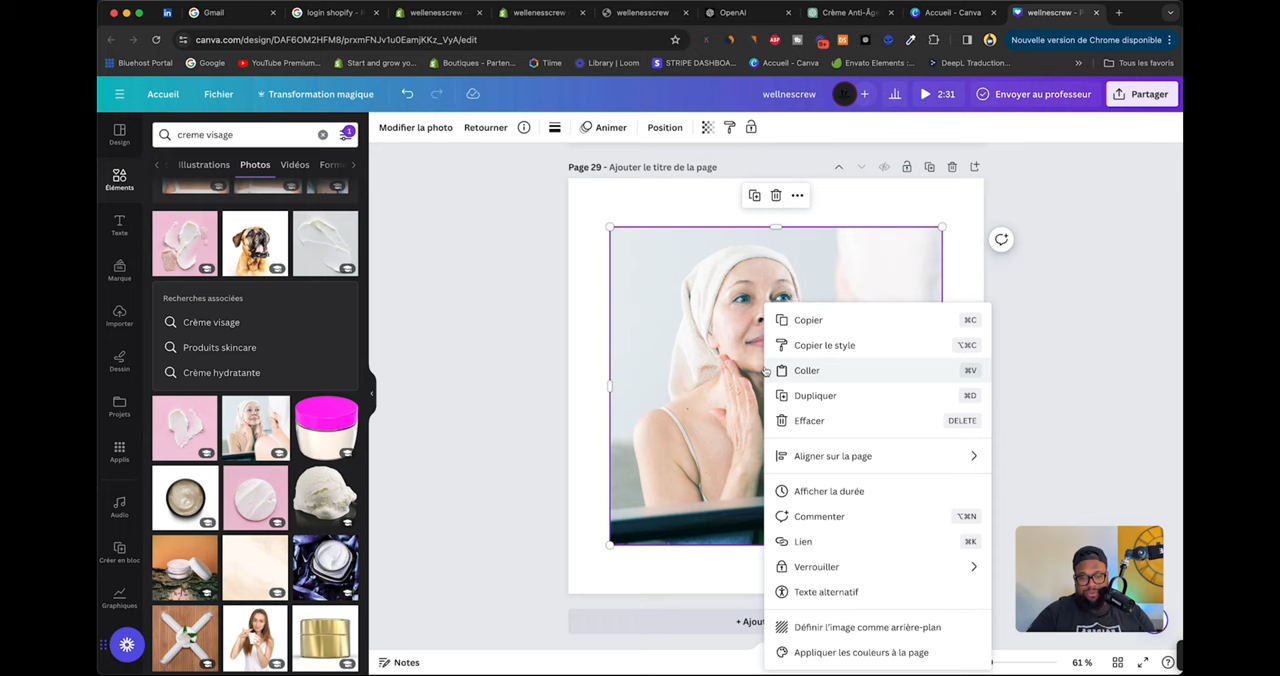 Gmail
login shopify -
wellenesscrew
wellenesscrew
wellenesscrew
OpenAI
Crème Anti-Âge
Accueil - Canva
wellnescrew - P
canva.com/design/DAF6OM2HFM8/prxmFNJv1u0EamjKKz_VyA/edit
Nouvelle version de Chrome disponible
Bluehost Portal
Google
YouTube Premium...
Start and grow yo...
Boutiques - Parten...
Tiime
Library | Loom
STRIPE DASHBOA...
Accueil - Canva
Envato Elements ...
DeepL Traduction...
Tous les favoris
Accueil
Fichier
Transformation magique
wellnescrew
2:31
Envoyer au professeur
Partager
creme visage
1
Modifier la photo
Retourner
Animer
Position
Design
Éléments
Texte
Marque
Importer
Dessin
Projets
Applis
Audio
Créer en bloc
Graphiques
Illustrations
Photos
Vidéos
Recherches associées
Crème visage
Produits skincare
Crème hydratante
Page 29 - Ajouter le titre de la page
Copier
⌘C
Copier le style
⌥⌘C
Coller
⌘V
Dupliquer
⌘D
Effacer
DELETE
Aligner sur la page
Afficher la durée
Commenter
⌥⌘N
Lien
⌘K
Verrouiller
Texte alternatif
Définir l'image comme arrière-plan
Appliquer les couleurs à la page
Notes
61 %